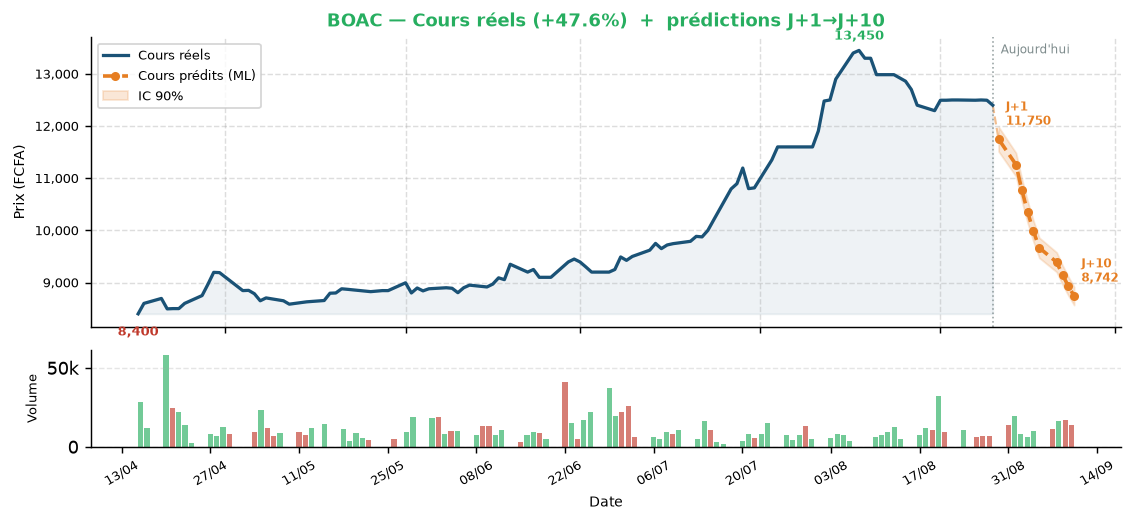 BOAC — Cours réels (+47.6%)  +  prédictions J+1→J+10
Cours réels
Cours prédits (ML)
IC 90%
13,450
Aujourd'hui
J+1
11,750
J+10
8,742
8,400
Prix (FCFA)
13,000
12,000
11,000
10,000
9,000
Volume
50k
0
13/04
27/04
11/05
25/05
08/06
22/06
06/07
20/07
03/08
17/08
31/08
14/09
Date